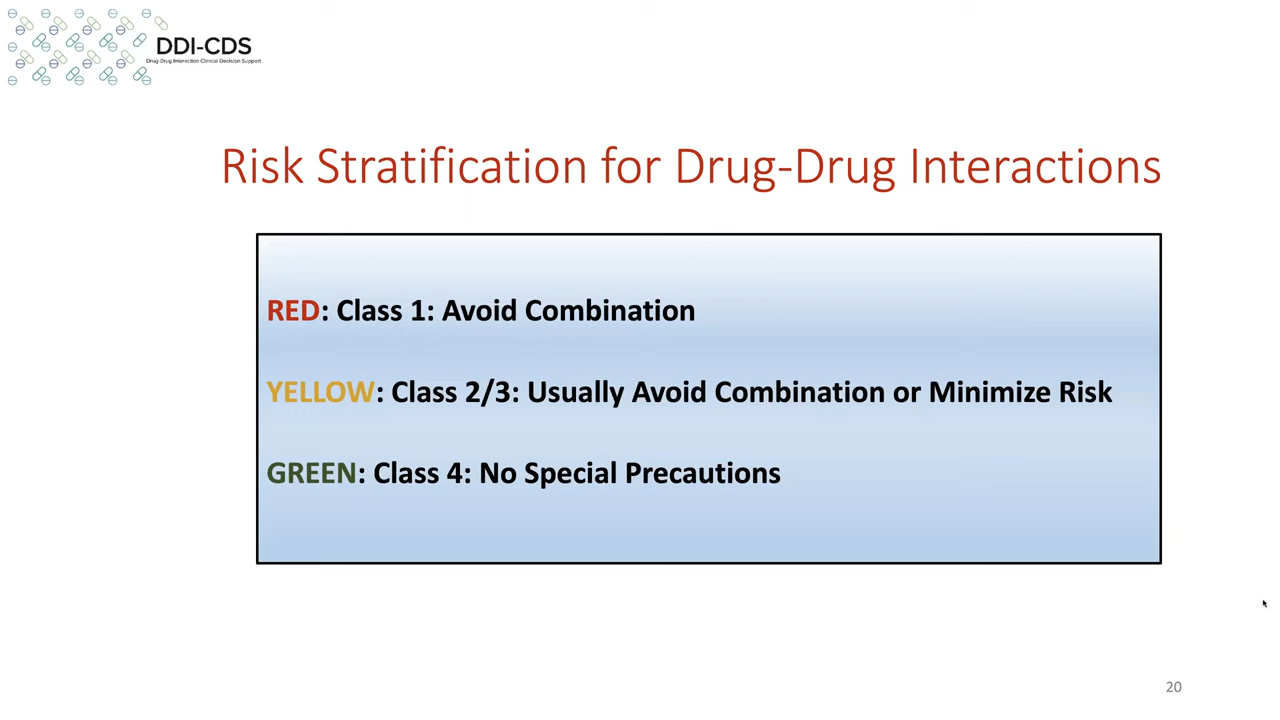 DDI-CDS
Drug-Drug Interaction Clinical Decision Support
Risk Stratification for Drug-Drug Interactions
RED: Class 1: Avoid Combination
YELLOW: Class 2/3: Usually Avoid Combination or Minimize Risk
GREEN: Class 4: No Special Precautions
20